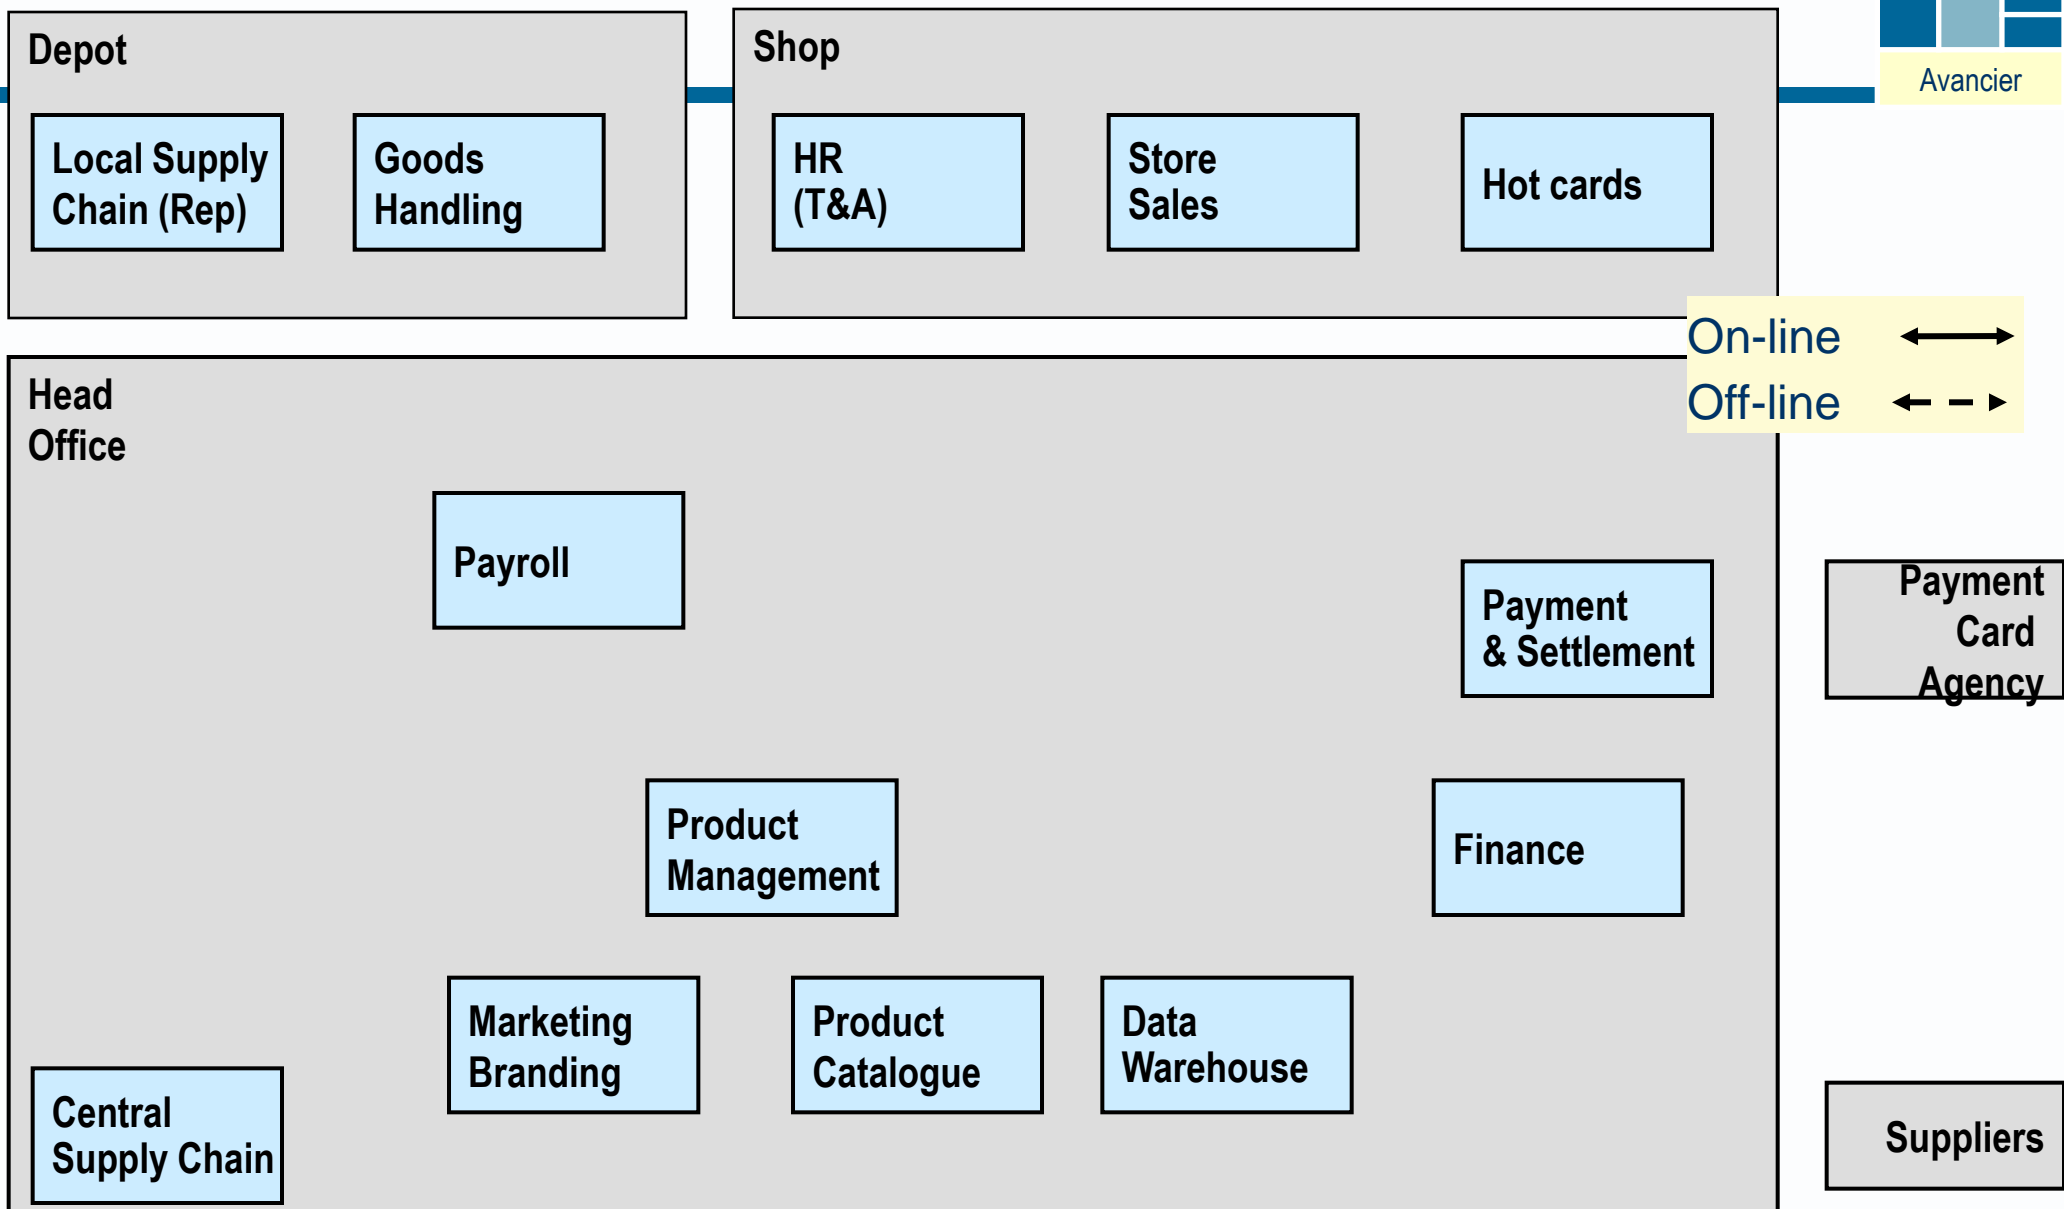 Depot
Local Supply
Chain (Rep)
Goods
Handling
Shop
HR
(T&A)
Store
Sales
Hot cards
Avancier
On-line
Off-line
Head
Office
Payroll
Payment
& Settlement
Payment
Card
Agency
Product
Management
Finance
Marketing
Branding
Product
Catalogue
Data
Warehouse
Central
Supply Chain
Suppliers